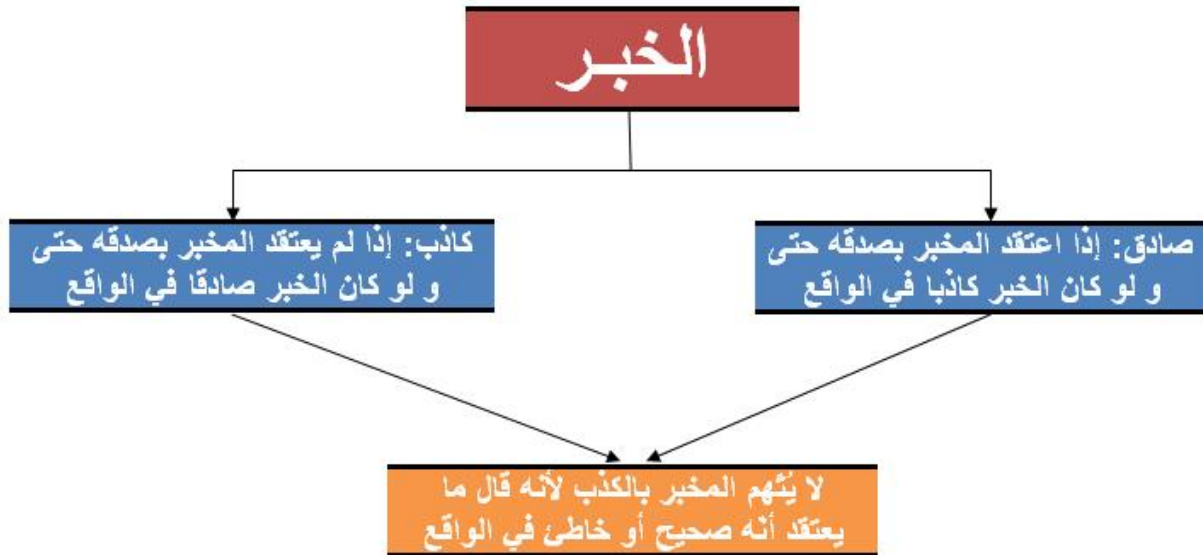 الخبر
صادق: إذا اعتقد المخبر بصدقه حتى
و لو كان الخبر كاذبا في الواقع
كاذب: إذا لم يعتقد المخبر بصدقه حتى
و لو كان الخبر صادقا في الواقع
لا يُتّهم المخبر بالكذب لأنه قال ما
يعتقد أنّه صحيح أو خاطئ في الواقع